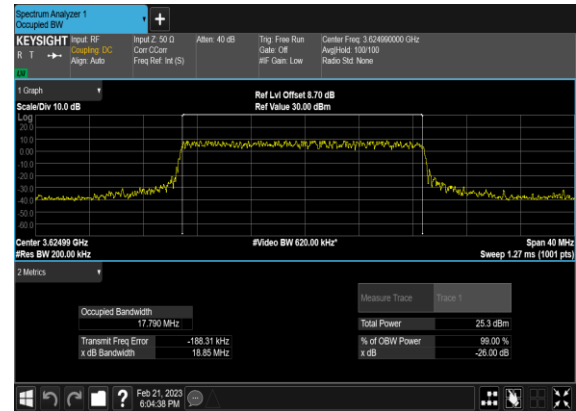 Spectrum Analyzer 1
Occupied BW
+
KEYSIGHT Input: RF Input Z: 50 Ω Atten: 40 dB Trig: Free Run Center Freq: 3.624990000 GHz
R T Coupling: DC Corr CCorr Gate: Off Avg|Hold: 100/100
Align: Auto Freq Ref: Int (S) #IF Gain: Low Radio Std: None
1 Graph Ref Lvl Offset 8.70 dB
Scale/Div 10.0 dB Ref Value 30.00 dBm
Log
20.0
10.0
0.00
-10.0
-20.0
-30.0
-40.0
-50.0
-60.0
Center 3.62499 GHz #Video BW 620.00 kHz* Span 40 MHz
#Res BW 200.00 kHz Sweep 1.27 ms (1001 pts)
2 Metrics
Measure Trace Trace 1
Occupied Bandwidth
17.790 MHz Total Power 25.3 dBm
Transmit Freq Error -188.31 kHz % of OBW Power 99.00 %
x dB Bandwidth 18.85 MHz x dB -26.00 dB
? Feb 21, 2023
6:04:38 PM